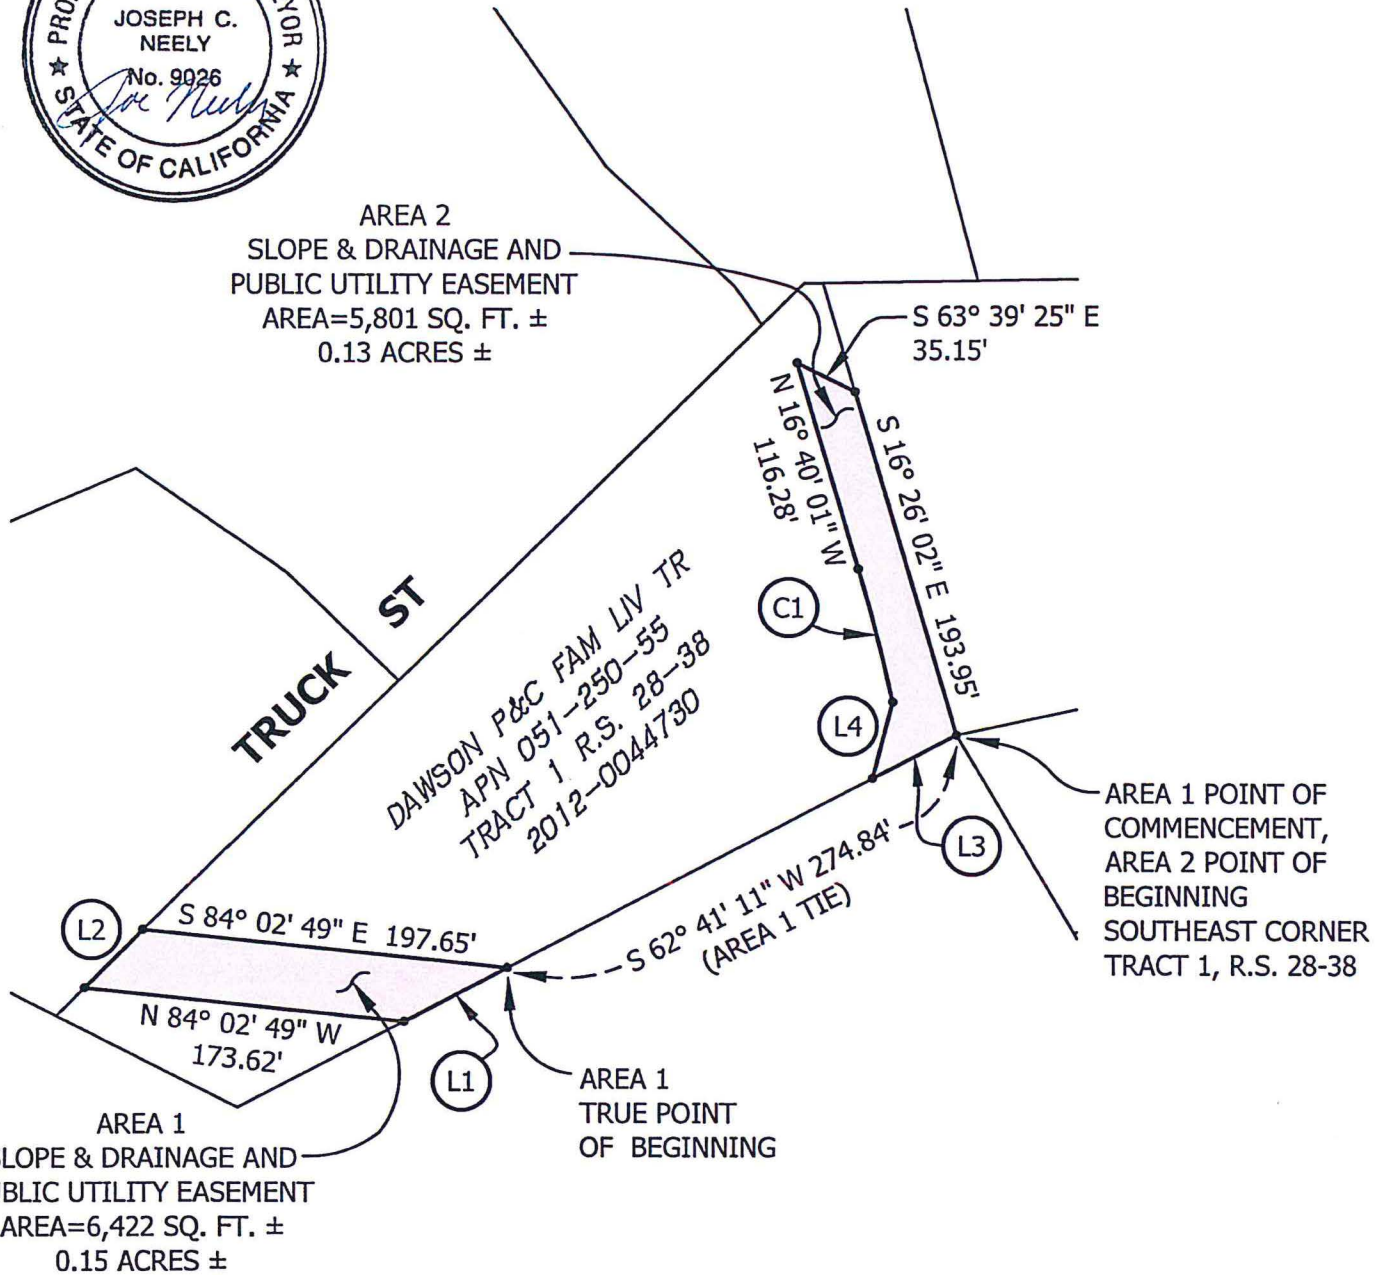 JOSEPH C.
NEELY
No. 9026
Joe Neely
STATE OF CALIFORNIA
AREA 2
SLOPE & DRAINAGE AND
PUBLIC UTILITY EASEMENT
AREA=5,801 SQ. FT. ±
0.13 ACRES ±
S 63° 39' 25" E
35.15'
N 16° 40' 01" W
116.28'
S 16° 26' 02" E 193.95'
C1
L4
TRUCK ST
DAWSON P&C FAM LIV TR
APN 051-250-55
TRACT 1 R.S. 28-38
2012-0044730
L3
AREA 1 POINT OF
COMMENCEMENT,
AREA 2 POINT OF
BEGINNING
SOUTHEAST CORNER
TRACT 1, R.S. 28-38
S 62° 41' 11" W 274.84'
(AREA 1 TIE)
L2
S 84° 02' 49" E 197.65'
N 84° 02' 49" W
173.62'
L1
AREA 1
TRUE POINT
OF BEGINNING
AREA 1
LOPE & DRAINAGE AND
BLIC UTILITY EASEMENT
AREA=6,422 SQ. FT. ±
0.15 ACRES ±